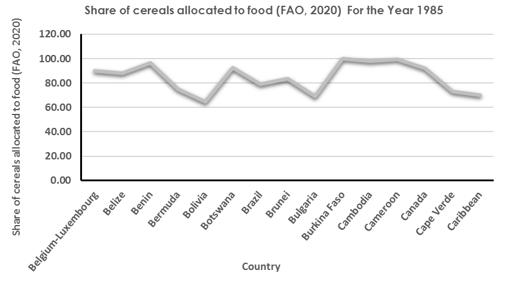 Share of cereals allocated to food (FAO, 2020)  For the Year 1985
Share of cereals allocated to food (FAO, 2020)
120.00
100.00
80.00
60.00
40.00
20.00
0.00
Belgium-Luxembourg
Belize
Benin
Bermuda
Bolivia
Botswana
Brazil
Brunei
Bulgaria
Burkina Faso
Cambodia
Cameroon
Canada
Cape Verde
Caribbean
Country